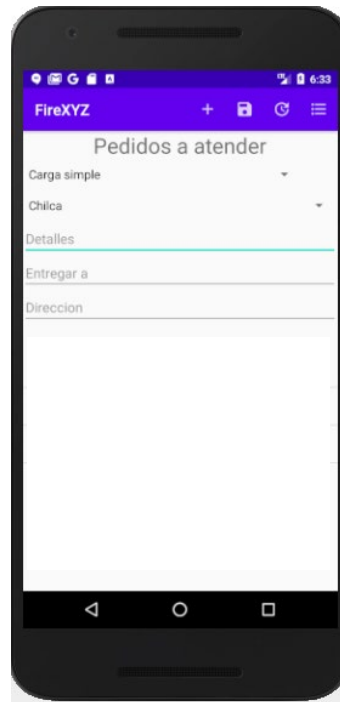 6:33
FireXYZ
Pedidos a atender
Carga simple
Chilca
Detalles
Entregar a
Direccion